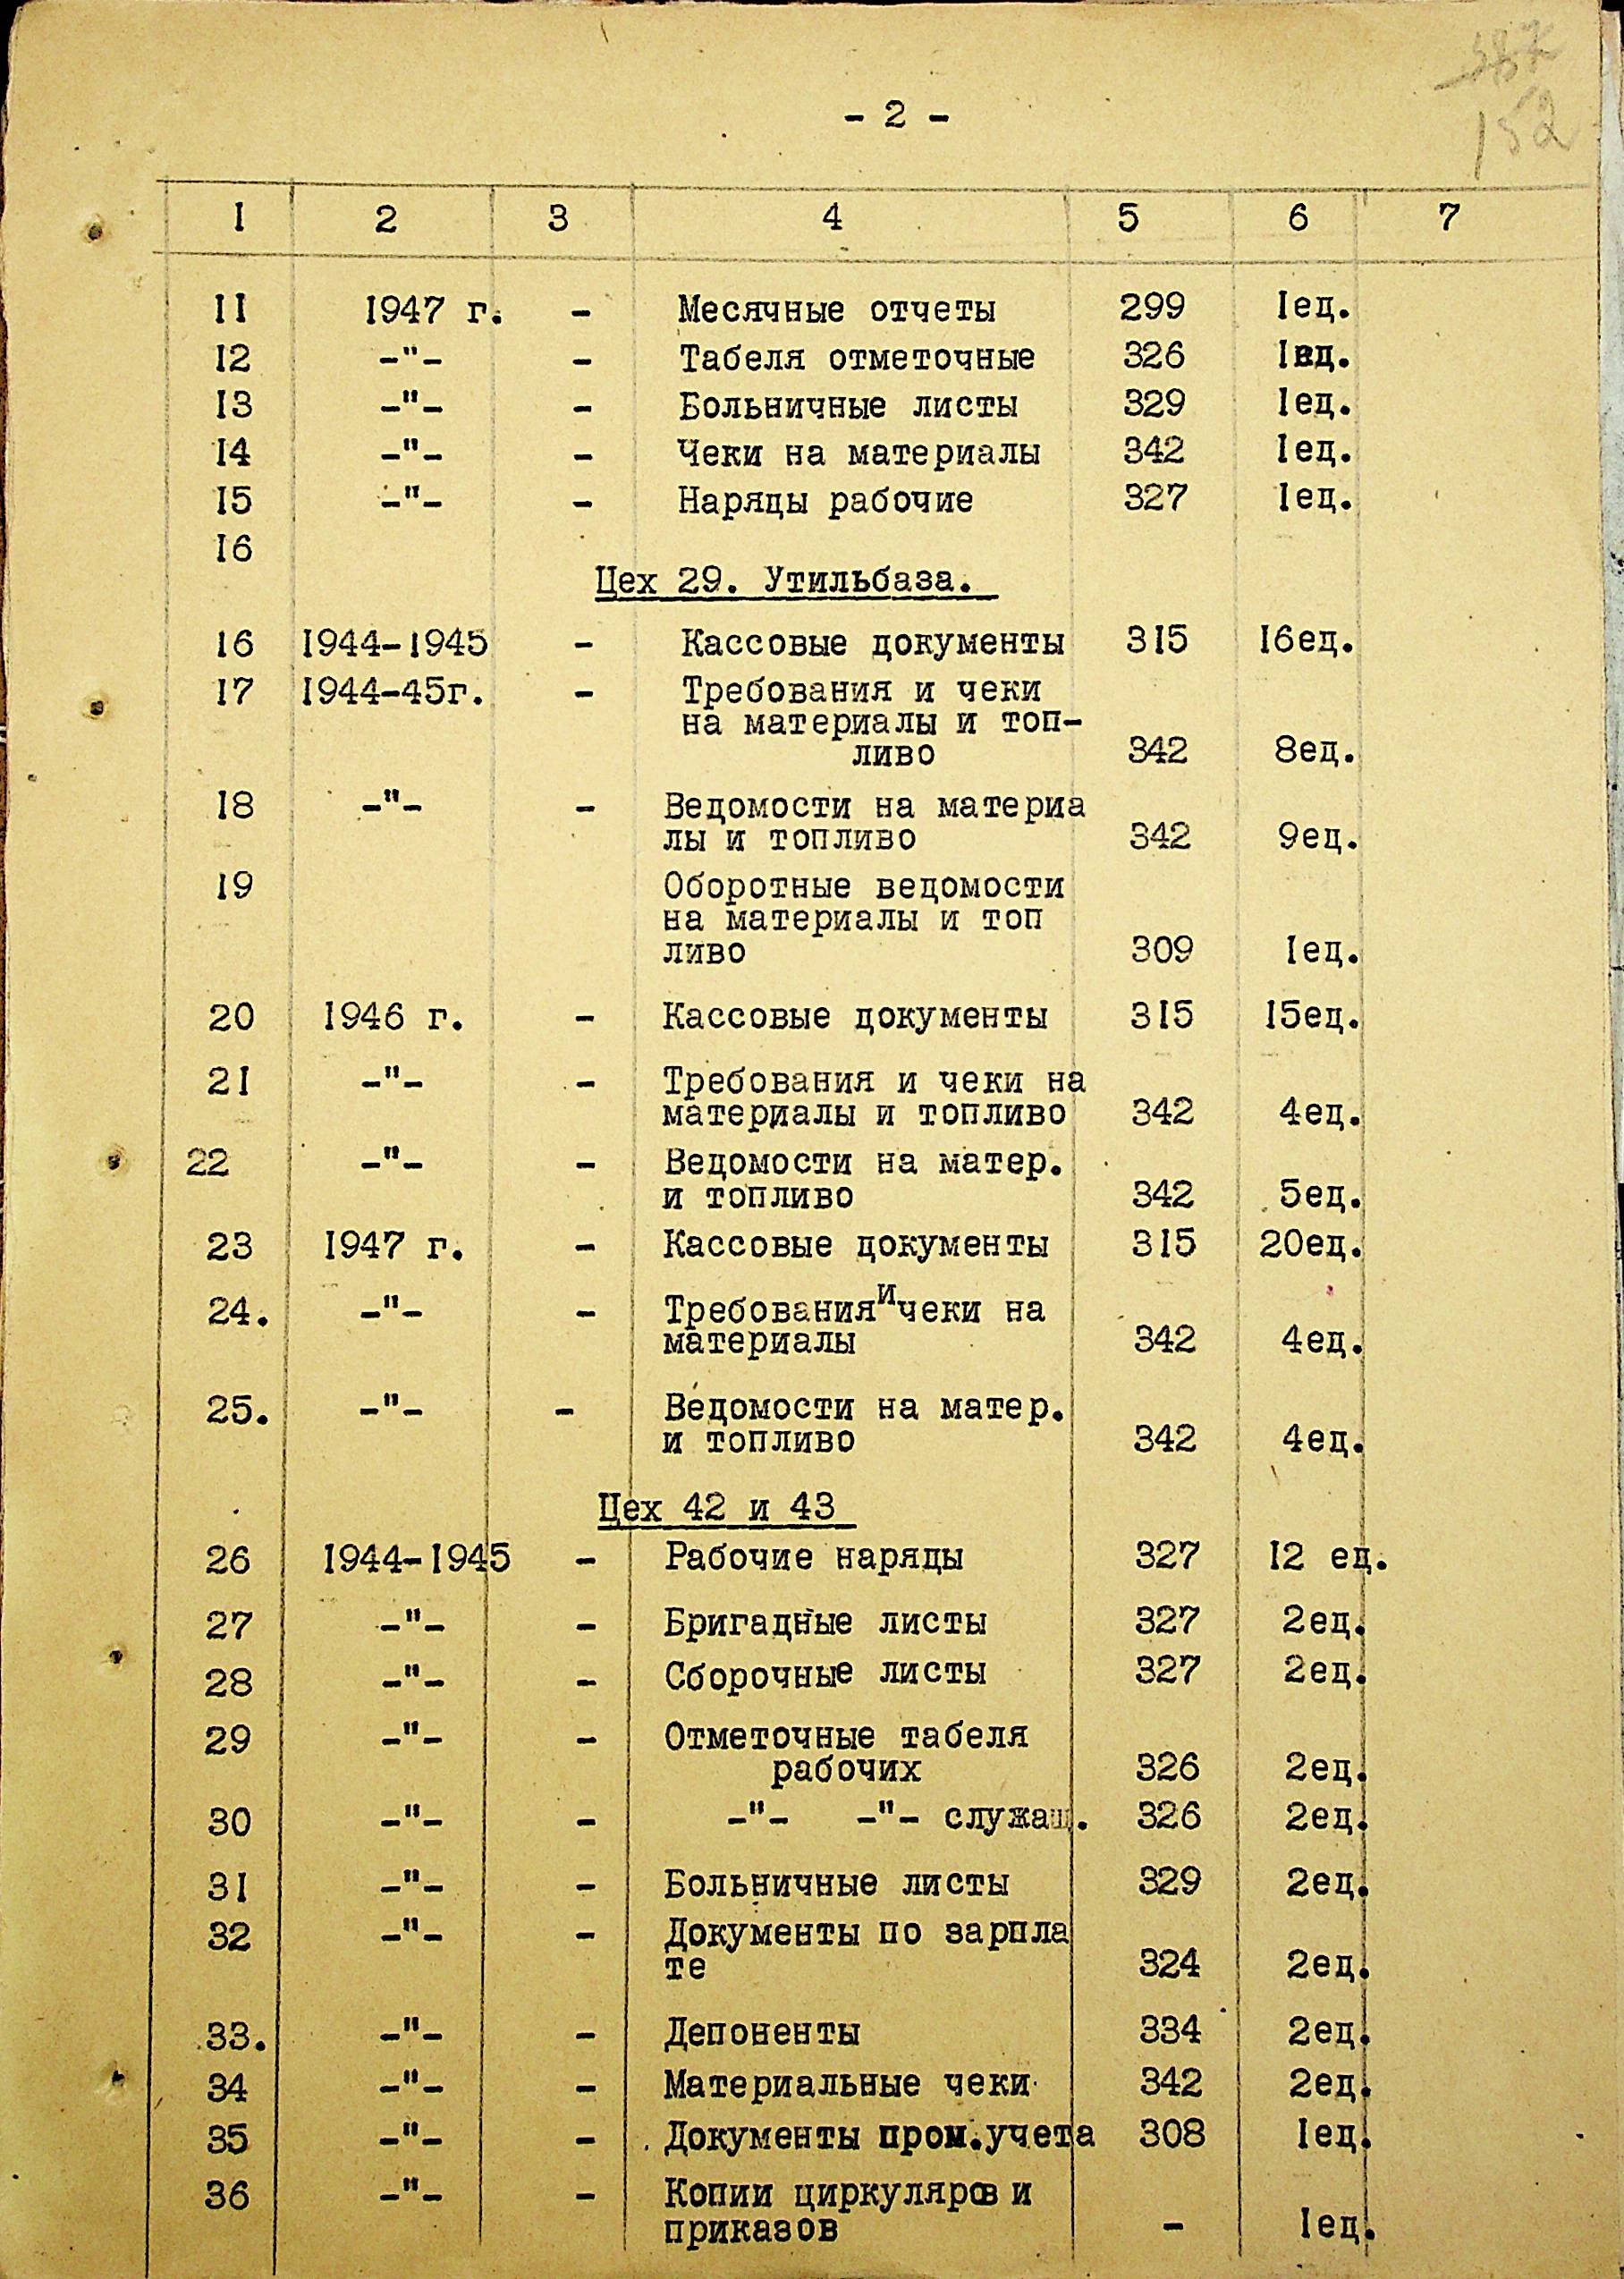 387
152
- 2 -
1 2 3 4 5 6 7
11 1947 г. - Месячные отчеты 299 1ед.
12 -"- - Табеля отметочные 326 1ед.
13 -"- - Больничные листы 329 1ед.
14 -"- - Чеки на материалы 342 1ед.
15 -"- - Наряды рабочие 327 1ед.
16
Цех 29. Утильбаза.
16 1944-1945 - Кассовые документы 315 16ед.
17 1944-45г. - Требования и чеки
на материалы и топ-
ливо 342 8ед.
18 -"- - Ведомости на материа
лы и топливо 342 9ед.
19 Оборотные ведомости
на материалы и топ
ливо 309 1ед.
20 1946 г. - Кассовые документы 315 15ед.
21 -"- - Требования и чеки на
материалы и топливо 342 4ед.
22 -"- - Ведомости на матер.
и топливо 342 5ед.
23 1947 г. - Кассовые документы 315 20ед.
24. -"- - Требования и чеки на
материалы 342 4ед.
25. -"- - Ведомости на матер.
и топливо 342 4ед.
Цех 42 и 43
26 1944-1945 - Рабочие наряды 327 12 ед.
27 -"- - Бригадные листы 327 2ед.
28 -"- - Сборочные листы 327 2ед.
29 -"- - Отметочные табеля
рабочих 326 2ед.
30 -"- - -"- -"- служащ. 326 2ед.
31 -"- - Больничные листы 329 2ед.
32 -"- - Документы по зарпла
те 324 2ед.
33. -"- - Депоненты 334 2ед.
34 -"- - Материальные чеки 342 2ед.
35 -"- - Документы пром.учета 308 1ед.
36 -"- - Копии циркуляров и
приказов - 1ед.